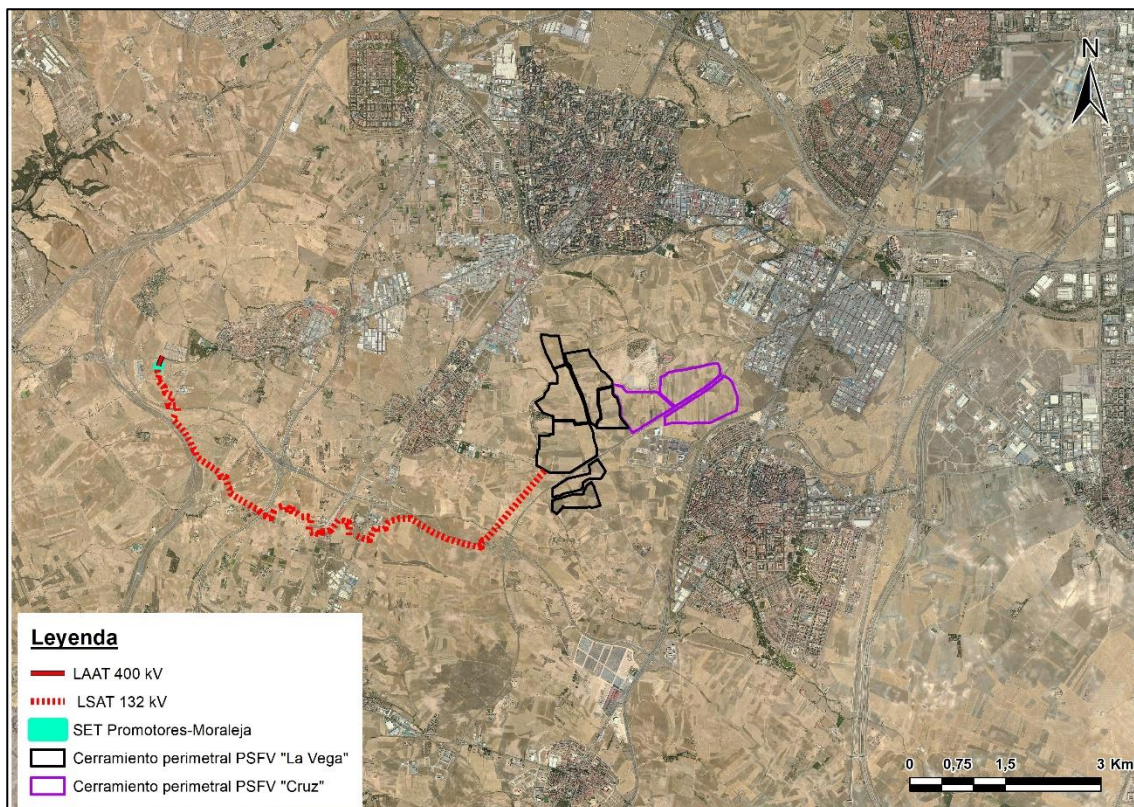 N
Leyenda
LAAT 400 kV
LSAT 132 kV
SET Promotores-Moraleja
Cerramiento perimetral PSFV "La Vega"
Cerramiento perimetral PSFV "Cruz"
0 0,75 1,5 3 Km